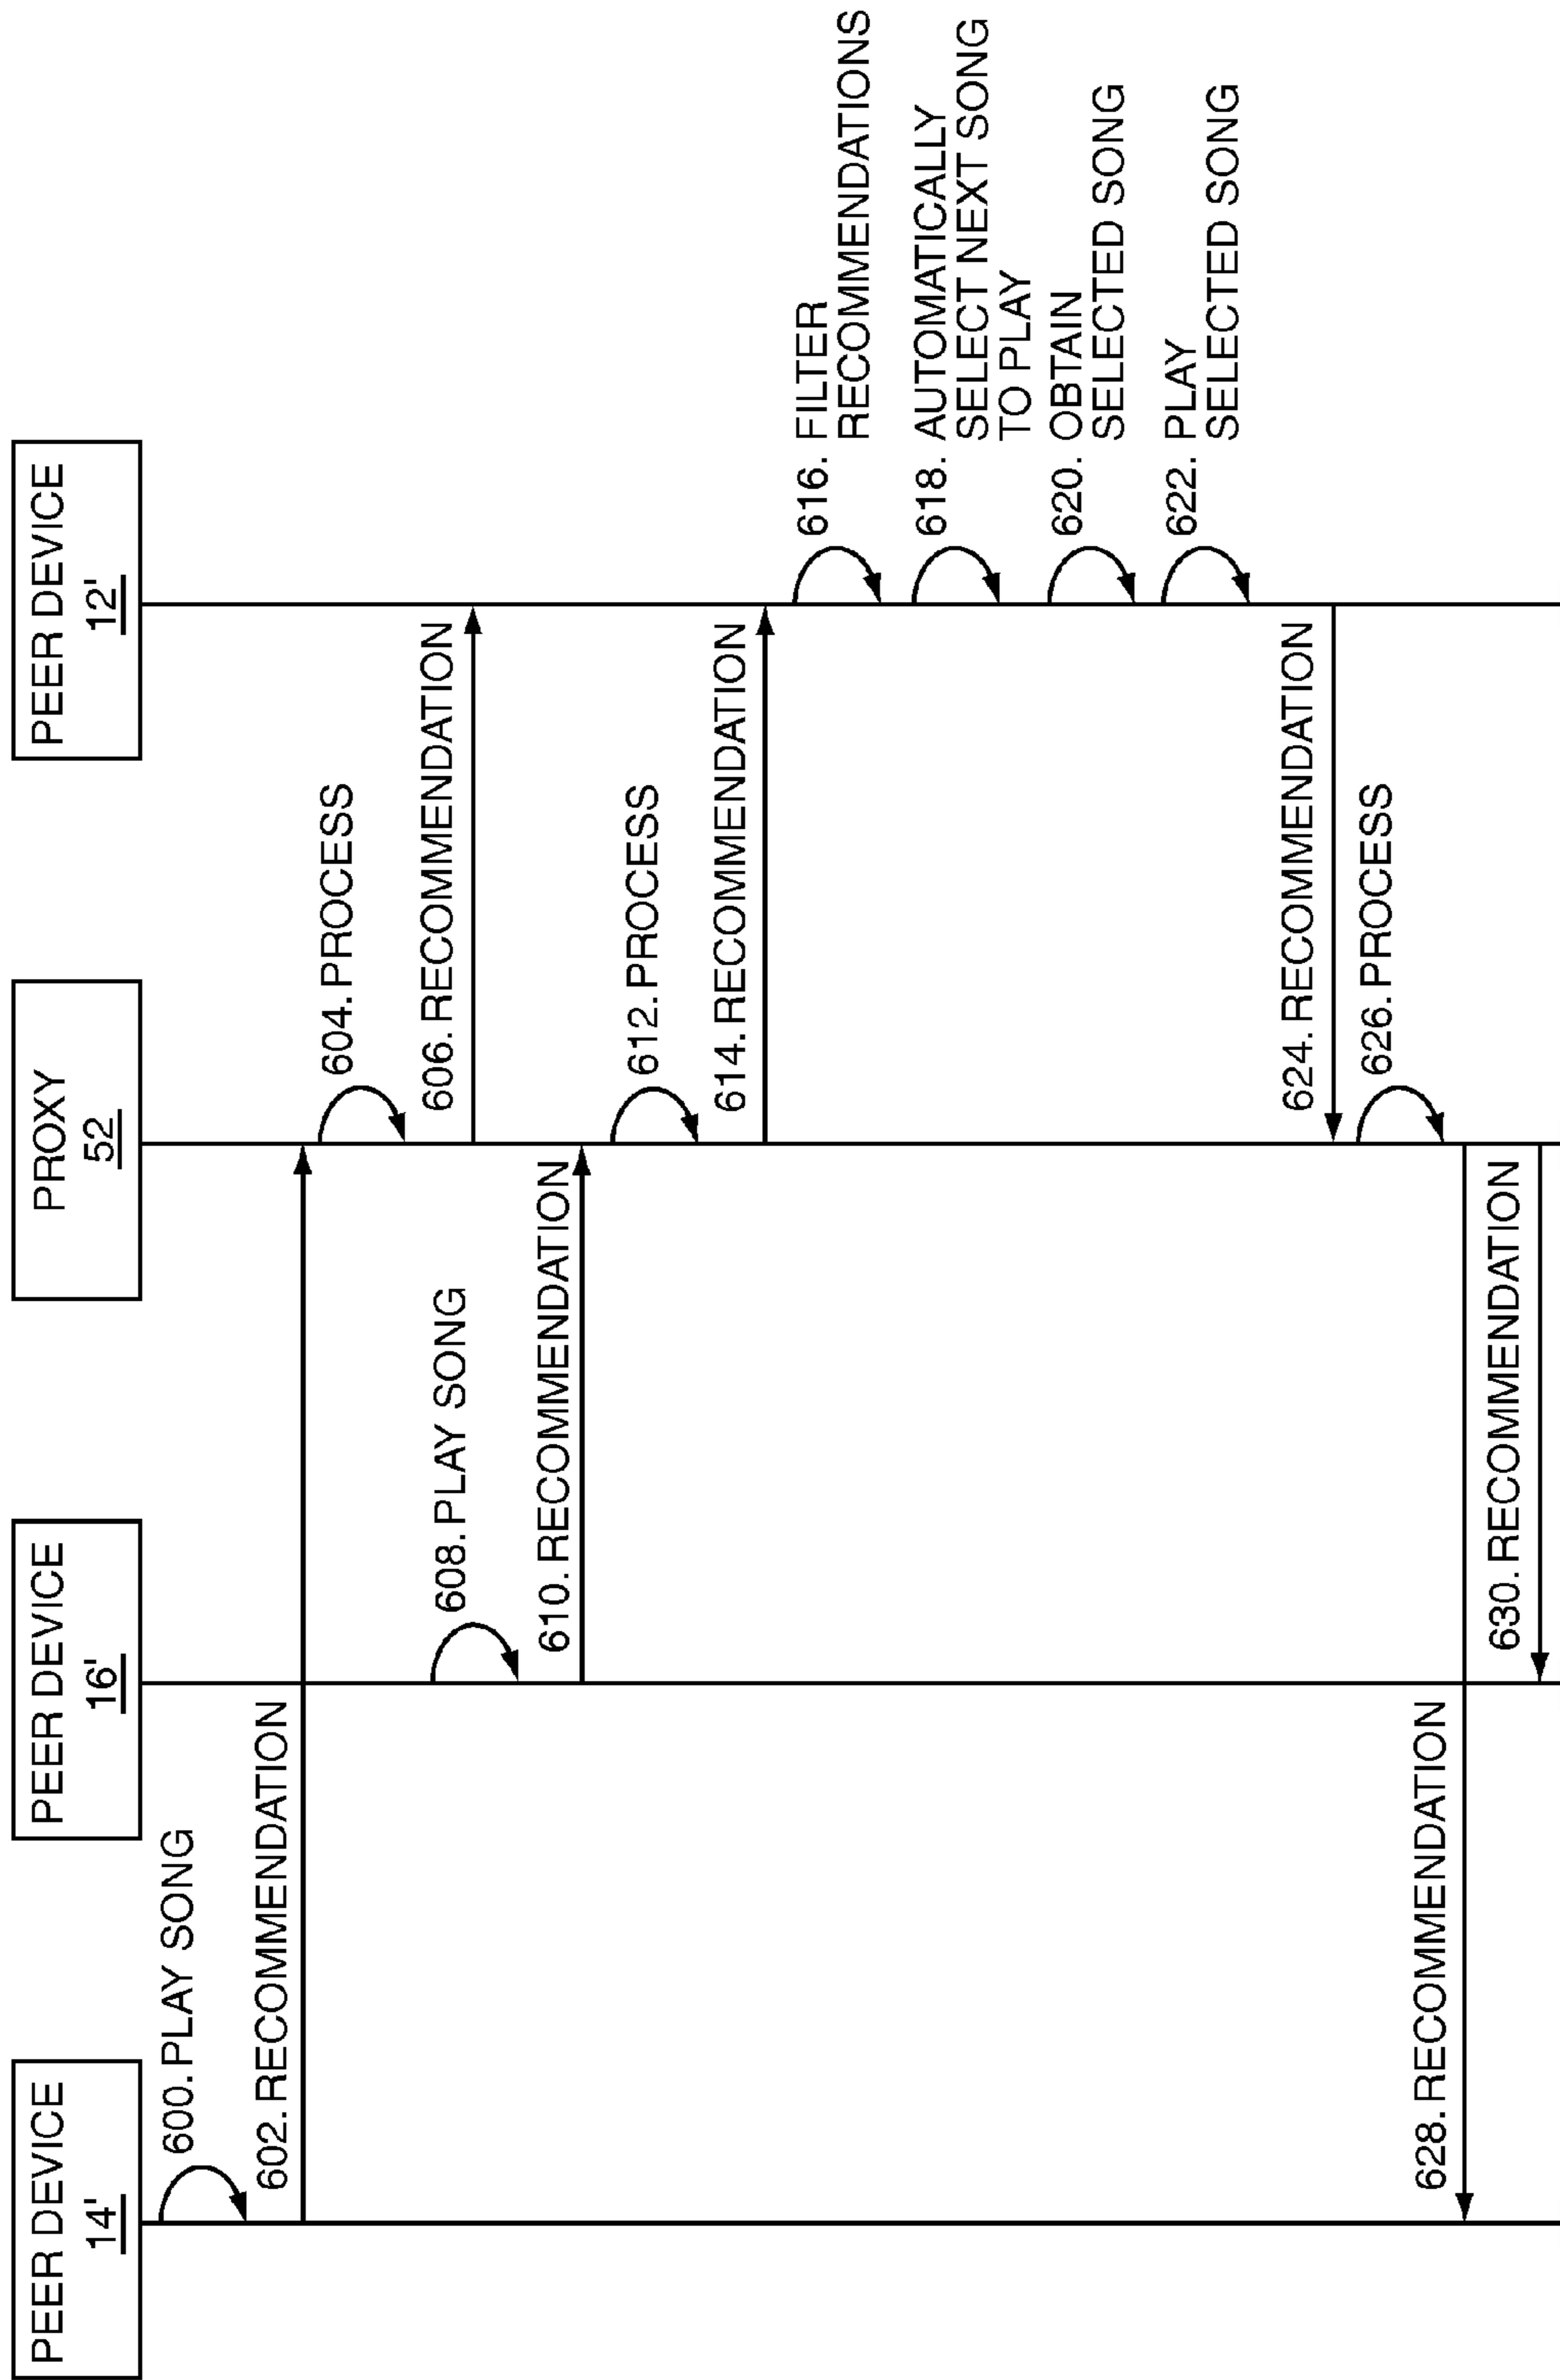 PEER DEVICE
14'
PEER DEVICE
16'
PROXY
52
PEER DEVICE
12'
600. PLAY SONG
602. RECOMMENDATION
604. PROCESS
606. RECOMMENDATION
608. PLAY SONG
610. RECOMMENDATION
612. PROCESS
614. RECOMMENDATION
616. FILTER
RECOMMENDATIONS
618. AUTOMATICALLY
SELECT NEXT SONG
TO PLAY
620. OBTAIN
SELECTED SONG
622. PLAY
SELECTED SONG
624. RECOMMENDATION
626. PROCESS
628. RECOMMENDATION
630. RECOMMENDATION